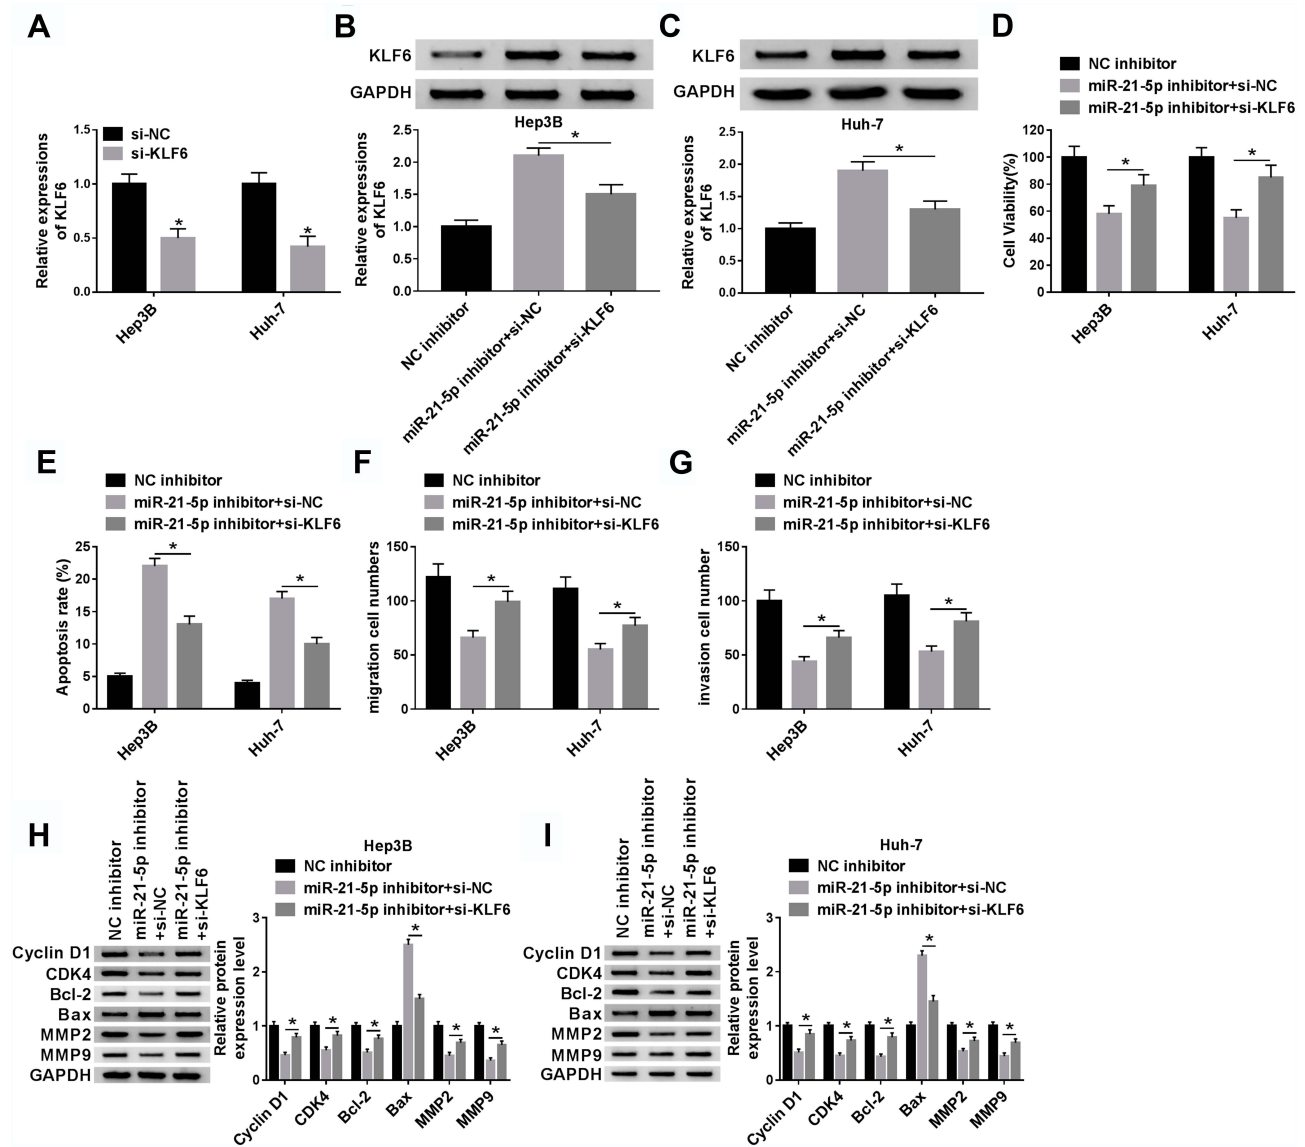 A
si-NC
si-KLF6
Relative expressions
of KLF6
1.5
1.0
0.5
0.0
*
*
Hep3B
Huh-7
B
KLF6
GAPDH
Hep3B
Relative expressions
of KLF6
2.5
2.0
1.5
1.0
0.5
0.0
*
NC inhibitor
miR-21-5p inhibitor+si-NC
miR-21-5p inhibitor+si-KLF6
C
KLF6
GAPDH
Huh-7
Relative expressions
of KLF6
2.5
2.0
1.5
1.0
0.5
0.0
*
NC inhibitor
miR-21-5p inhibitor+si-NC
miR-21-5p inhibitor+si-KLF6
D
NC inhibitor
miR-21-5p inhibitor+si-NC
miR-21-5p inhibitor+si-KLF6
Cell Viability(%)
120
100
80
60
40
20
0
*
*
Hep3B
Huh-7
E
NC inhibitor
miR-21-5p inhibitor+si-NC
miR-21-5p inhibitor+si-KLF6
Apoptosis rate (%)
25
20
15
10
5
0
*
*
Hep3B
Huh-7
F
NC inhibitor
miR-21-5p inhibitor+si-NC
miR-21-5p inhibitor+si-KLF6
migration cell numbers
150
100
50
0
*
*
Hep3B
Huh-7
G
NC inhibitor
miR-21-5p inhibitor+si-NC
miR-21-5p inhibitor+si-KLF6
invasion cell number
150
100
50
0
*
*
Hep3B
Huh-7
H
NC inhibitor
miR-21-5p inhibitor
+si-NC
miR-21-5p inhibitor
+si-KLF6
Cyclin D1
CDK4
Bcl-2
Bax
MMP2
MMP9
GAPDH
Hep3B
NC inhibitor
miR-21-5p inhibitor+si-NC
miR-21-5p inhibitor+si-KLF6
Relative protein
expression level
3
2
1
0
*
*
*
*
*
*
Cyclin D1
CDK4
Bcl-2
Bax
MMP2
MMP9
I
NC inhibitor
miR-21-5p inhibitor
+si-NC
miR-21-5p inhibitor
+si-KLF6
Cyclin D1
CDK4
Bcl-2
Bax
MMP2
MMP9
GAPDH
Huh-7
NC inhibitor
miR-21-5p inhibitor+si-NC
miR-21-5p inhibitor+si-KLF6
Relative protein
expression level
3
2
1
0
*
*
*
*
*
*
Cyclin D1
CDK4
Bcl-2
Bax
MMP2
MMP9